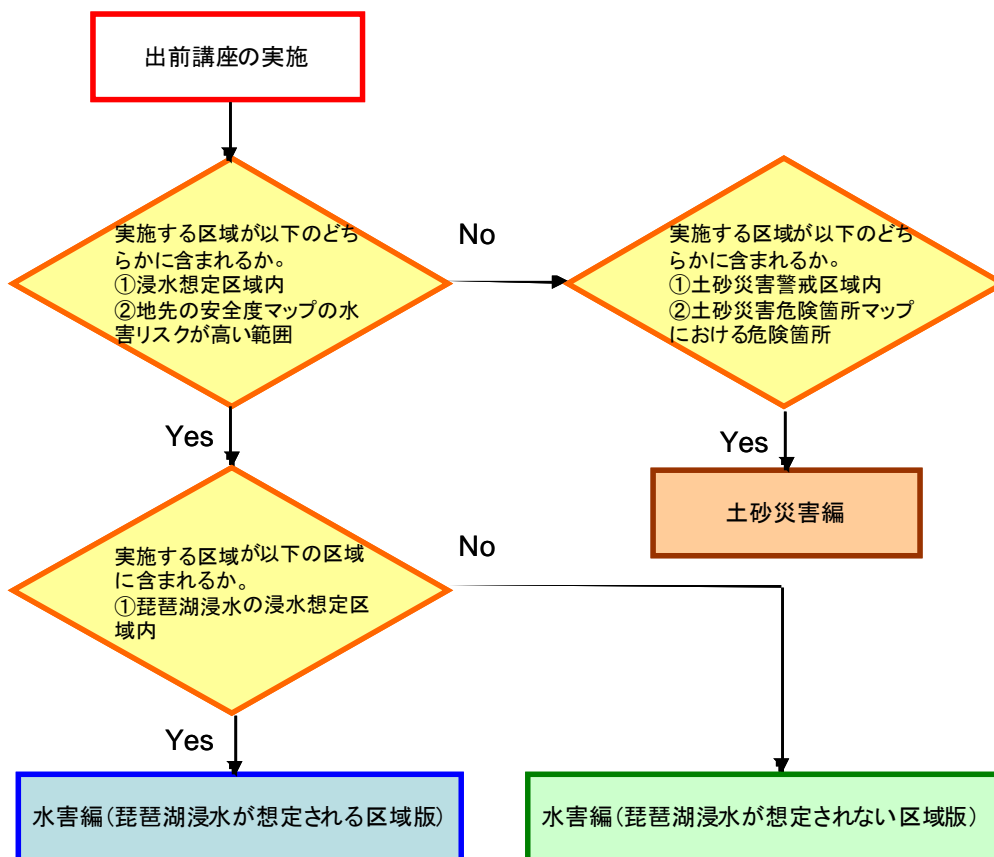 出前講座の実施
実施する区域が以下のどち
らかに含まれるか。
①浸水想定区域内
②地先の安全度マップの水
害リスクが高い範囲
No
実施する区域が以下のどち
らかに含まれるか。
①土砂災害警戒区域内
②土砂災害危険箇所マップ
における危険箇所
Yes
Yes
土砂災害編
実施する区域が以下の区域
に含まれるか。
①琵琶湖浸水の浸水想定区
域内
No
Yes
水害編(琵琶湖浸水が想定される区域版)
水害編(琵琶湖浸水が想定されない区域版)